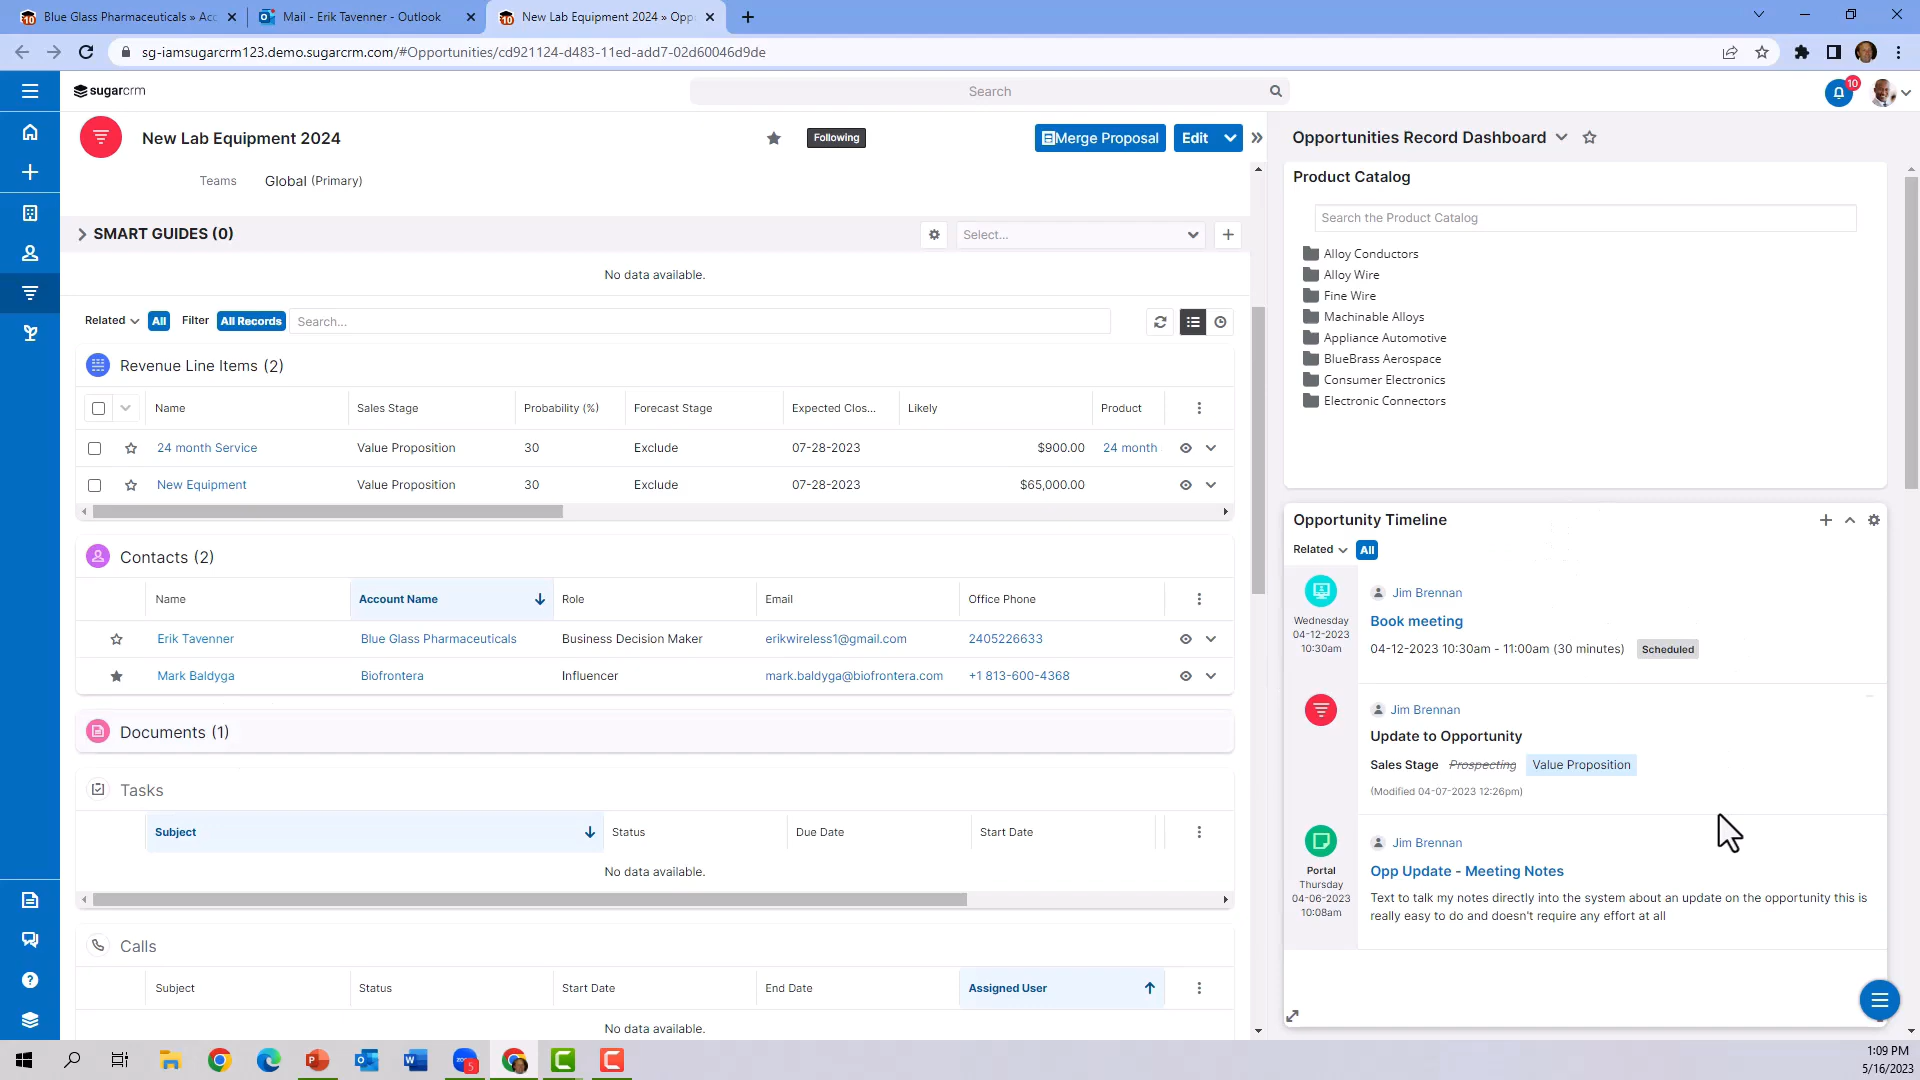 Blue Glass Pharmaceuticals » Acc
Mail - Erik Tavenner - Outlook
New Lab Equipment 2024 » Opp
sg-iamsugarcrm123.demo.sugarcrm.com/#Opportunities/cd921124-d483-11ed-add7-02d60046d9de
sugarcrm
Search
10
New Lab Equipment 2024
Following
Merge Proposal
Edit
Teams
Global (Primary)
SMART GUIDES (0)
Select...
No data available.
Related
All
Filter
All Records
Search...
Revenue Line Items (2)
Name Sales Stage Probability (%) Forecast Stage Expected Clos... Likely Product
24 month Service Value Proposition 30 Exclude 07-28-2023 $900.00 24 month
New Equipment Value Proposition 30 Exclude 07-28-2023 $65,000.00
Contacts (2)
Name Account Name Role Email Office Phone
Erik Tavenner Blue Glass Pharmaceuticals Business Decision Maker erikwireless1@gmail.com 2405226633
Mark Baldyga Biofrontera Influencer mark.baldyga@biofrontera.com +1 813-600-4368
Documents (1)
Tasks
Subject Status Due Date Start Date
No data available.
Calls
Subject Status Start Date End Date Assigned User
No data available.
Opportunities Record Dashboard
Product Catalog
Search the Product Catalog
Alloy Conductors
Alloy Wire
Fine Wire
Machinable Alloys
Appliance Automotive
BlueBrass Aerospace
Consumer Electronics
Electronic Connectors
Opportunity Timeline
Related All
Wednesday
04-12-2023
10:30am
Jim Brennan
Book meeting
04-12-2023 10:30am - 11:00am (30 minutes) Scheduled
Jim Brennan
Update to Opportunity
Sales Stage Prospecting Value Proposition
(Modified 04-07-2023 12:26pm)
Portal
Thursday
04-06-2023
10:08am
Jim Brennan
Opp Update - Meeting Notes
Text to talk my notes directly into the system about an update on the opportunity this is
really easy to do and doesn't require any effort at all
1:09 PM
5/16/2023